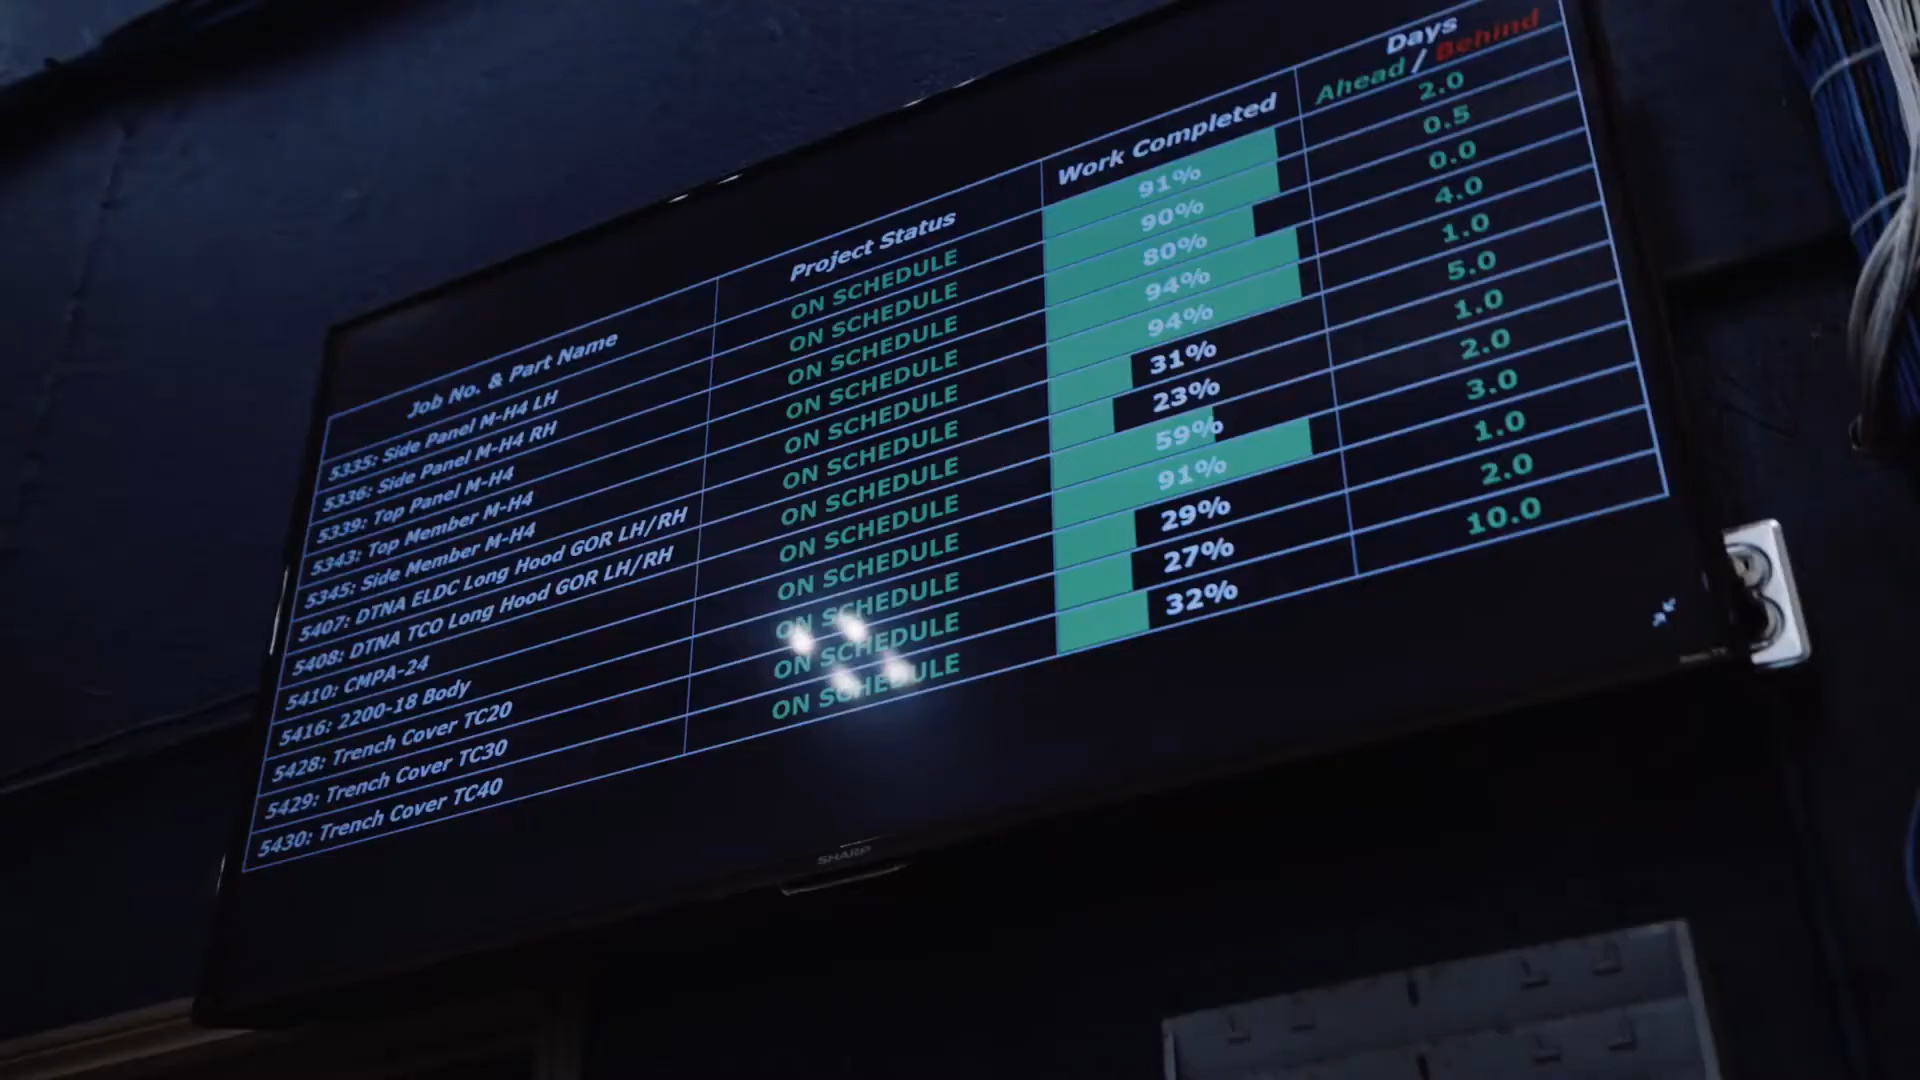 Job No. & Part Name Project Status Work Completed Days Ahead / Behind
5335: Side Panel M-H4 LH ON SCHEDULE 91% 2.0
5336: Side Panel M-H4 RH ON SCHEDULE 90% 0.5
5339: Top Panel M-H4 ON SCHEDULE 80% 0.0
5343: Top Member M-H4 ON SCHEDULE 94% 4.0
5345: Side Member M-H4 ON SCHEDULE 94% 1.0
5407: DTNA ELDC Long Hood GOR LH/RH ON SCHEDULE 31% 5.0
5408: DTNA TCO Long Hood GOR LH/RH ON SCHEDULE 23% 1.0
5410: CMPA-24 ON SCHEDULE 59% 2.0
5416: 2200-18 Body ON SCHEDULE 91% 3.0
5428: Trench Cover TC20 ON SCHEDULE 29% 1.0
5429: Trench Cover TC30 ON SCHEDULE 27% 2.0
5430: Trench Cover TC40 ON SCHEDULE 32% 10.0
SHARP